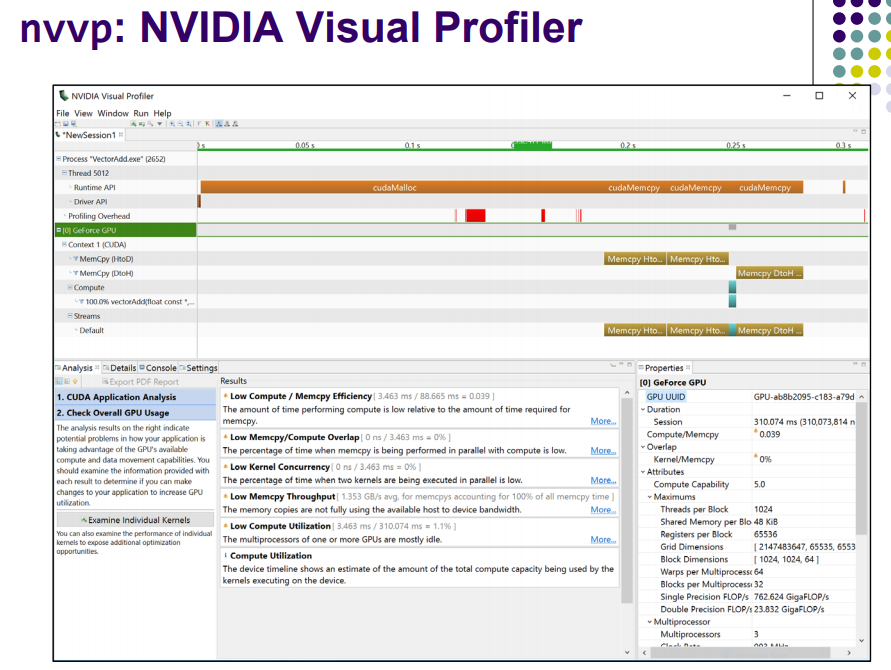 nvvp: NVIDIA Visual Profiler
NVIDIA Visual Profiler
File View Window Run Help
*NewSession1
0.05 s 0.1 s 0.2 s 0.25 s 0.3 s
Process "VectorAdd.exe" (2652)
Thread 5012
Runtime API cudaMalloc cudaMemcpy cudaMemcpy cudaMemcpy
Driver API
Profiling Overhead
[0] GeForce GPU
Context 1 (CUDA)
MemCpy (HtoD) Memcpy Hto... Memcpy Hto...
MemCpy (DtoH) Memcpy DtoH ...
Compute
100.0% vectorAdd(float const *,...
Streams
Default Memcpy Hto... Memcpy Hto... Memcpy DtoH ...
Analysis Details Console Settings
Export PDF Report
1. CUDA Application Analysis
2. Check Overall GPU Usage
The analysis results on the right indicate
potential problems in how your application is
taking advantage of the GPU's available
compute and data movement capabilities. You
should examine the information provided with
each result to determine if you can make
changes to your application to increase GPU
utilization.
Examine Individual Kernels
You can also examine the performance of individual
kernels to expose additional optimization
opportunities.
Results
Low Compute / Memcpy Efficiency [ 3.463 ms / 88.665 ms = 0.039 ]
The amount of time performing compute is low relative to the amount of time required for
memcpy. More...
Low Memcpy/Compute Overlap [ 0 ns / 3.463 ms = 0% ]
The percentage of time when memcpy is being performed in parallel with compute is low. More...
Low Kernel Concurrency [ 0 ns / 3.463 ms = 0% ]
The percentage of time when two kernels are being executed in parallel is low. More...
Low Memcpy Throughput [ 1.353 GB/s avg, for memcpys accounting for 100% of all memcpy time ]
The memory copies are not fully using the available host to device bandwidth. More...
Low Compute Utilization [ 3.463 ms / 310.074 ms = 1.1% ]
The multiprocessors of one or more GPUs are mostly idle. More...
Compute Utilization
The device timeline shows an estimate of the amount of the total compute capacity being used by the
kernels executing on the device.
Properties
[0] GeForce GPU
GPU UUID GPU-ab8b2095-c183-a79d
Duration
Session 310.074 ms (310,073,814 n
Compute/Memcpy 0.039
Overlap
Kernel/Memcpy 0%
Attributes
Compute Capability 5.0
Maximums
Threads per Block 1024
Shared Memory per Blo 48 KiB
Registers per Block 65536
Grid Dimensions [ 2147483647, 65535, 6553
Block Dimensions [ 1024, 1024, 64 ]
Warps per Multiprocess 64
Blocks per Multiprocess 32
Single Precision FLOP/s 762.624 GigaFLOP/s
Double Precision FLOP/s 23.832 GigaFLOP/s
Multiprocessor
Multiprocessors 3